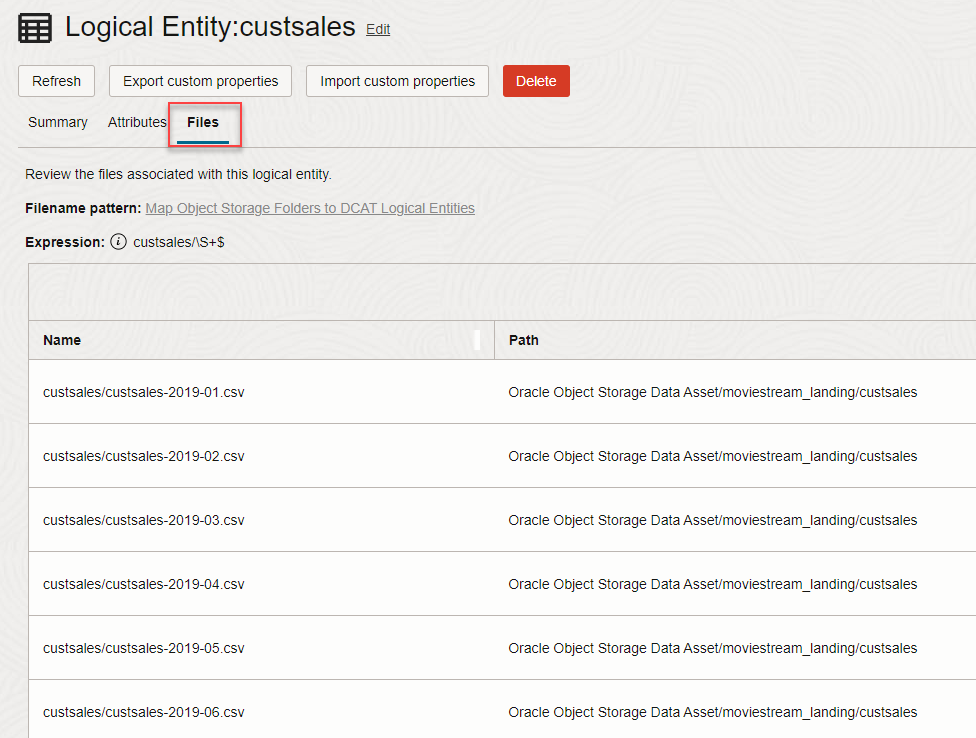 Logical Entity:custsales Edit
Refresh Export custom properties Import custom properties Delete
Summary Attributes Files
Review the files associated with this logical entity.
Filename pattern: Map Object Storage Folders to DCAT Logical Entities
Expression: i custsales/\S+$
Name Path
custsales/custsales-2019-01.csv Oracle Object Storage Data Asset/moviestream_landing/custsales
custsales/custsales-2019-02.csv Oracle Object Storage Data Asset/moviestream_landing/custsales
custsales/custsales-2019-03.csv Oracle Object Storage Data Asset/moviestream_landing/custsales
custsales/custsales-2019-04.csv Oracle Object Storage Data Asset/moviestream_landing/custsales
custsales/custsales-2019-05.csv Oracle Object Storage Data Asset/moviestream_landing/custsales
custsales/custsales-2019-06.csv Oracle Object Storage Data Asset/moviestream_landing/custsales